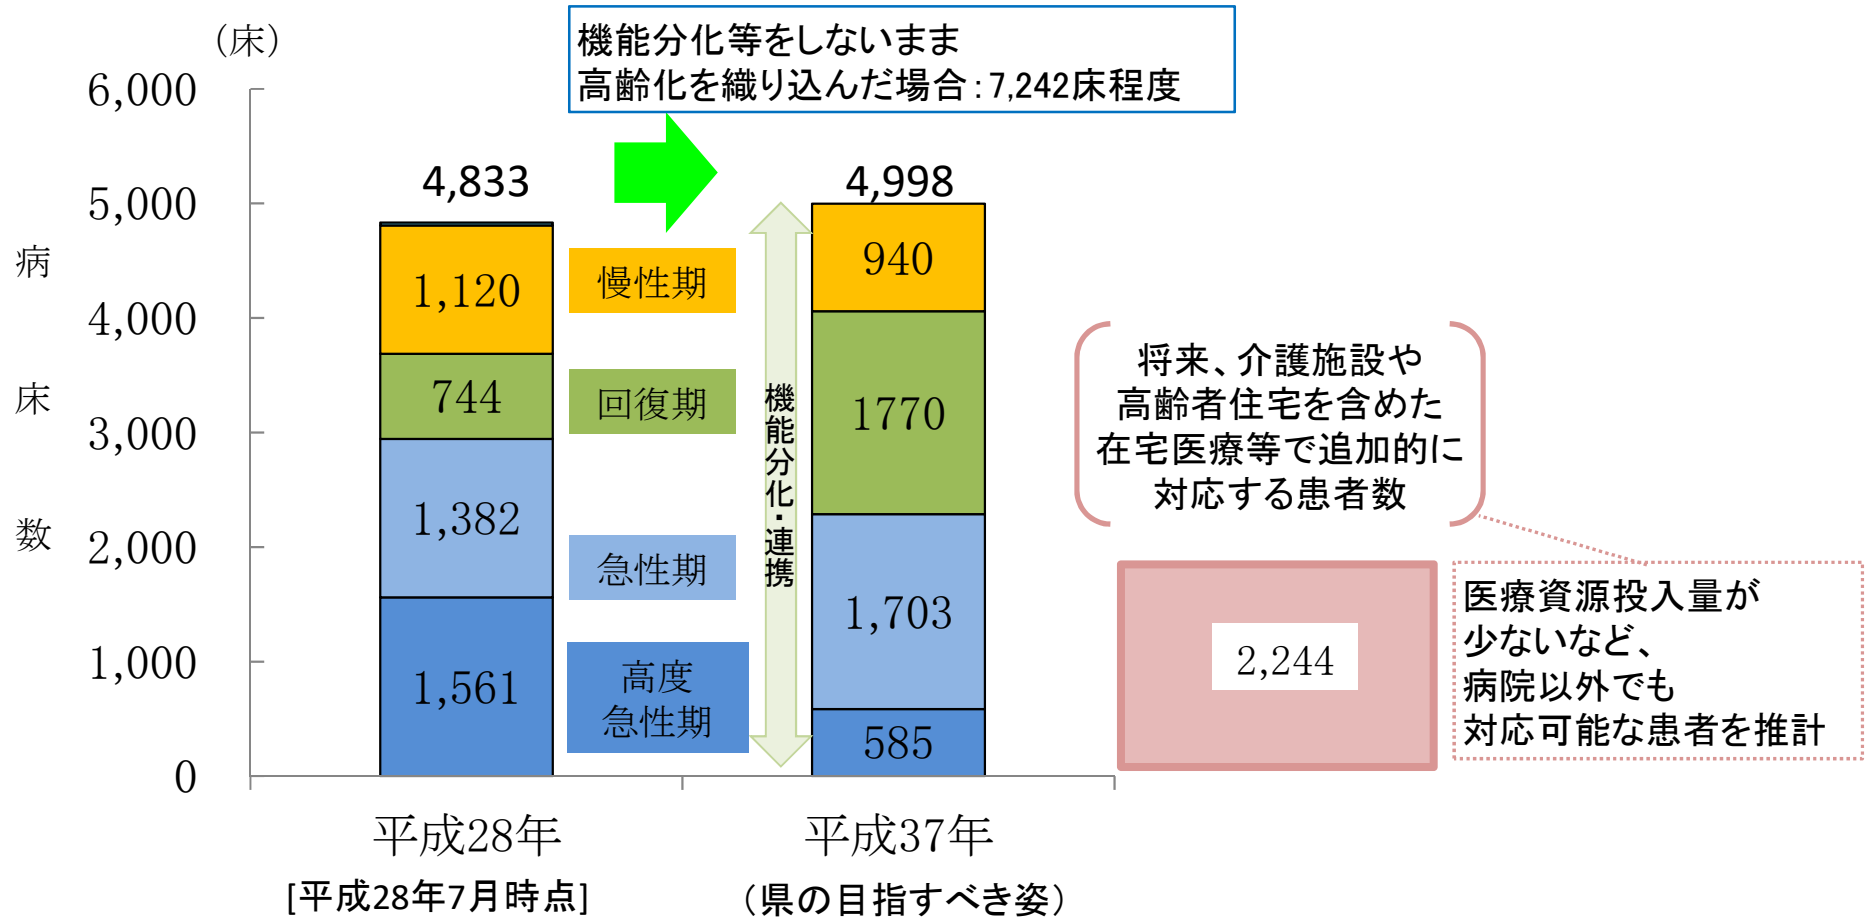 （床）
機能分化等をしないまま
高齢化を織り込んだ場合：7,242床程度
6,000
5,000
4,000
3,000
2,000
1,000
0
病
床
数
4,833
1,120
744
1,382
1,561
慢性期
回復期
急性期
高度
急性期
機能分化・連携
4,998
940
1770
1,703
585
将来、介護施設や
高齢者住宅を含めた
在宅医療等で追加的に
対応する患者数
2,244
医療資源投入量が
少ないなど、
病院以外でも
対応可能な患者を推計
平成28年
[平成28年7月時点]
平成37年
（県の目指すべき姿）